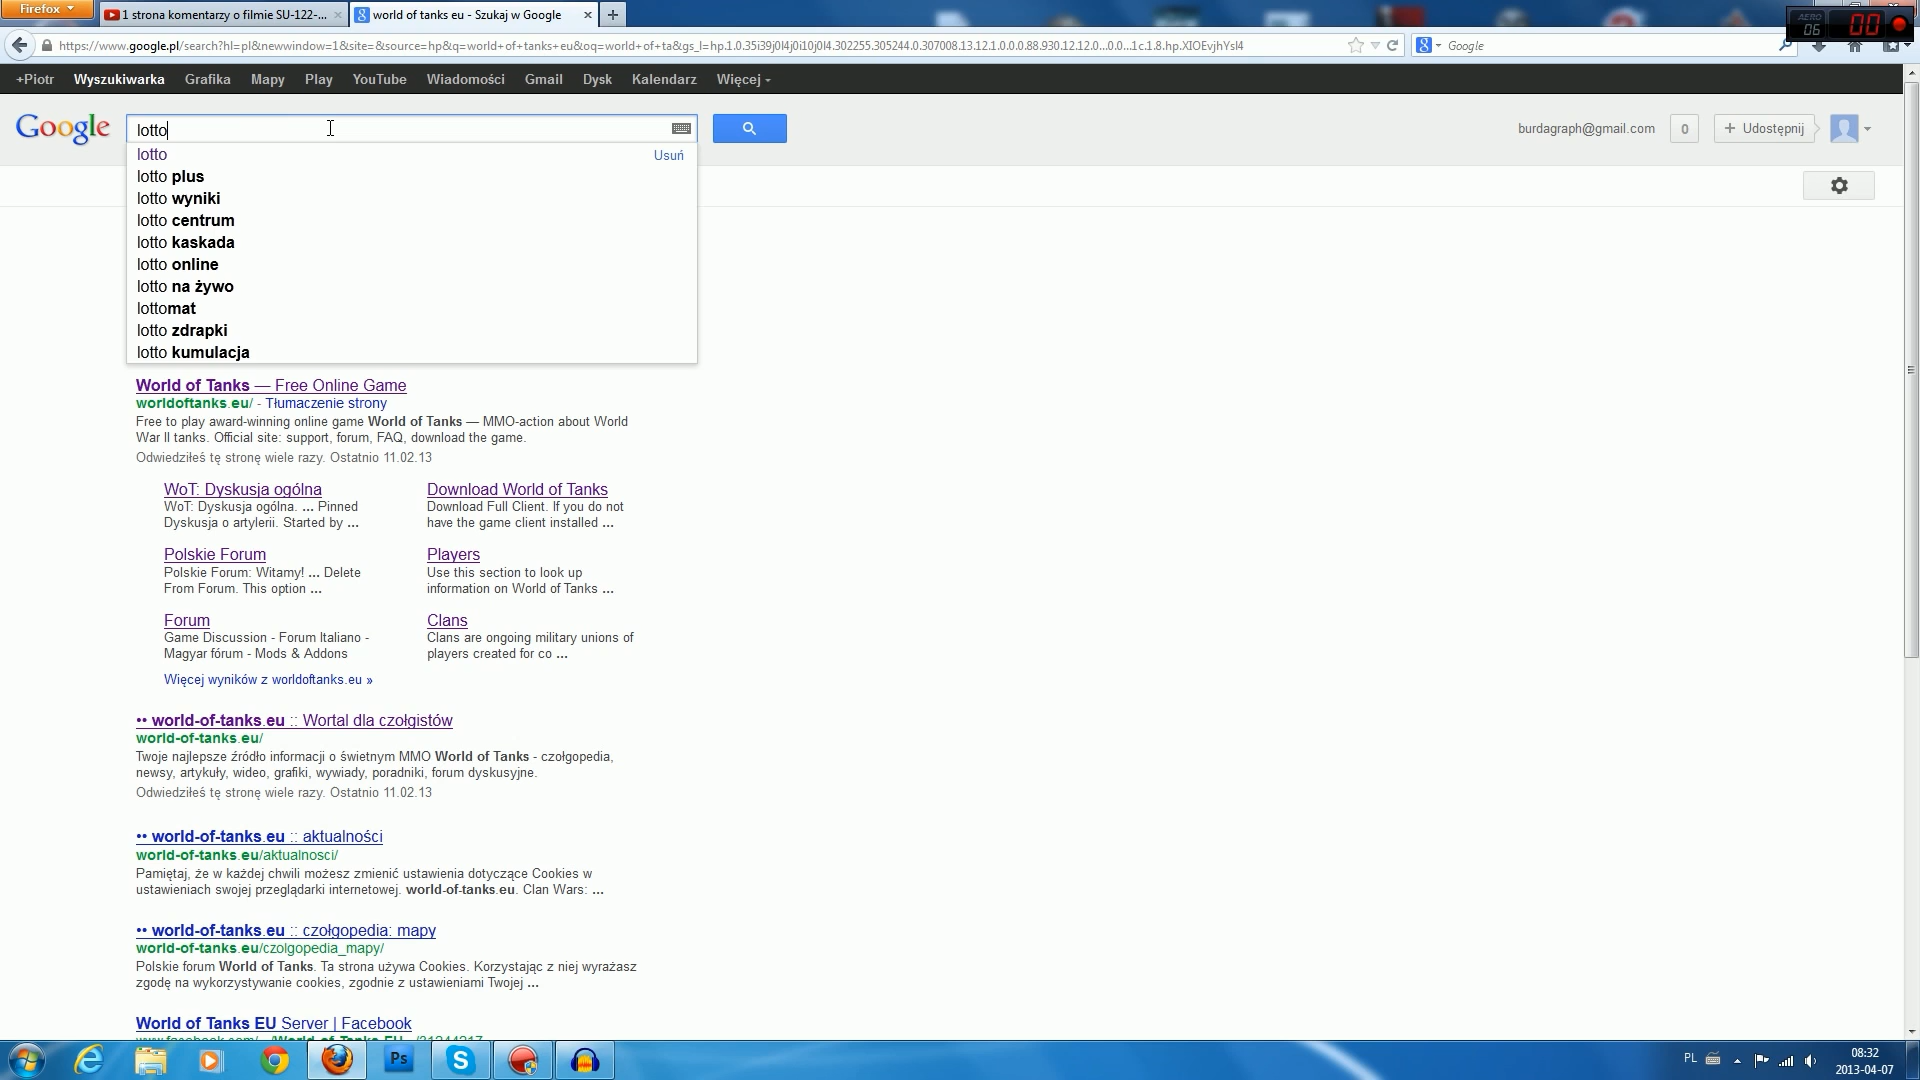 Firefox
1 strona komentarzy o filmie SU-122-...
world of tanks eu - Szukaj w Google
https://www.google.pl/search?hl=pl&newwindow=1&site=&source=hp&q=world+of+tanks+eu&oq=world+of+ta&gs_l=hp.1.0.35i39j0l4j0i10j0l4.302255.305244.0.307008.13.12.1.0.0.0.88.930.12.12.0...0.0...1c.1.8.hp.XIOEvjhYsI4
Google
AERO
06
00
+Piotr Wyszukiwarka Grafika Mapy Play YouTube Wiadomości Gmail Dysk Kalendarz Więcej
Google
lotto
burdagraph@gmail.com
0
+ Udostępnij
lotto
Usuń
lotto plus
lotto wyniki
lotto centrum
lotto kaskada
lotto online
lotto na żywo
lottomat
lotto zdrapki
lotto kumulacja
World of Tanks — Free Online Game
worldoftanks.eu/ - Tłumaczenie strony
Free to play award-winning online game World of Tanks — MMO-action about World
War II tanks. Official site: support, forum, FAQ, download the game.
Odwiedziłeś tę stronę wiele razy. Ostatnio 11.02.13
WoT: Dyskusja ogólna
WoT: Dyskusja ogólna. ... Pinned
Dyskusja o artylerii. Started by ...
Download World of Tanks
Download Full Client. If you do not
have the game client installed ...
Polskie Forum
Polskie Forum: Witamy! ... Delete
From Forum. This option ...
Players
Use this section to look up
information on World of Tanks ...
Forum
Game Discussion - Forum Italiano -
Magyar fórum - Mods & Addons
Clans
Clans are ongoing military unions of
players created for co ...
Więcej wyników z worldoftanks.eu »
•• world-of-tanks.eu :: Wortal dla czołgistów
world-of-tanks.eu/
Twoje najlepsze źródło informacji o świetnym MMO World of Tanks - czołgopedia,
newsy, artykuły, wideo, grafiki, wywiady, poradniki, forum dyskusyjne.
Odwiedziłeś tę stronę wiele razy. Ostatnio 11.02.13
•• world-of-tanks.eu :: aktualności
world-of-tanks.eu/aktualnosci/
Pamiętaj, że w każdej chwili możesz zmienić ustawienia dotyczące Cookies w
ustawieniach swojej przeglądarki internetowej. world-of-tanks.eu. Clan Wars: ...
•• world-of-tanks.eu :: czołgopedia: mapy
world-of-tanks.eu/czolgopedia_mapy/
Polskie forum World of Tanks. Ta strona używa Cookies. Korzystając z niej wyrażasz
zgodę na wykorzystywanie cookies, zgodnie z ustawieniami Twojej ...
World of Tanks EU Server | Facebook
Ps
PL
08:32
2013-04-07